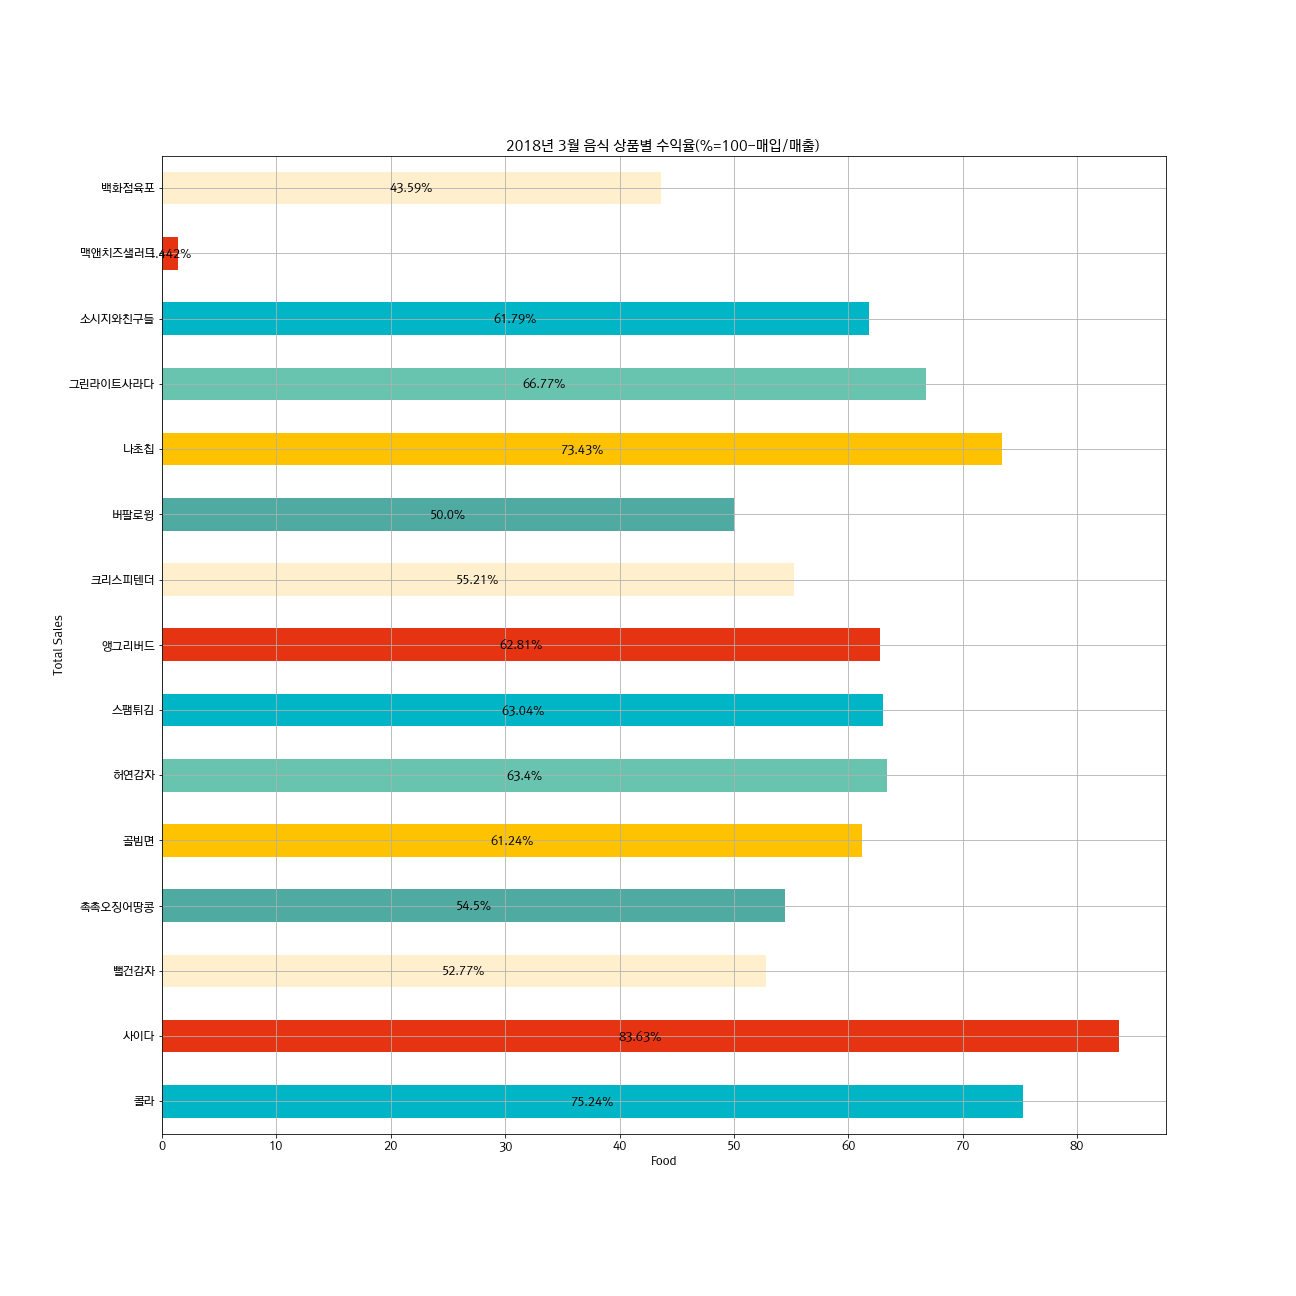 2018년 3월 음식 상품별 수익율(%=100-매입/매출)
백화점육포 43.59%
맥앤치즈샐러드 1.442%
소시지와친구들 61.79%
그린라이트사라다 66.77%
나초칩 73.43%
버팔로윙 50.0%
크리스피텐더 55.21%
앵그리버드 62.81%
스팸튀김 63.04%
허연감자 63.4%
골빔면 61.24%
촉촉오징어땅콩 54.5%
뻘건감자 52.77%
사이다 83.63%
콜라 75.24%
0 10 20 30 40 50 60 70 80
Food
Total Sales